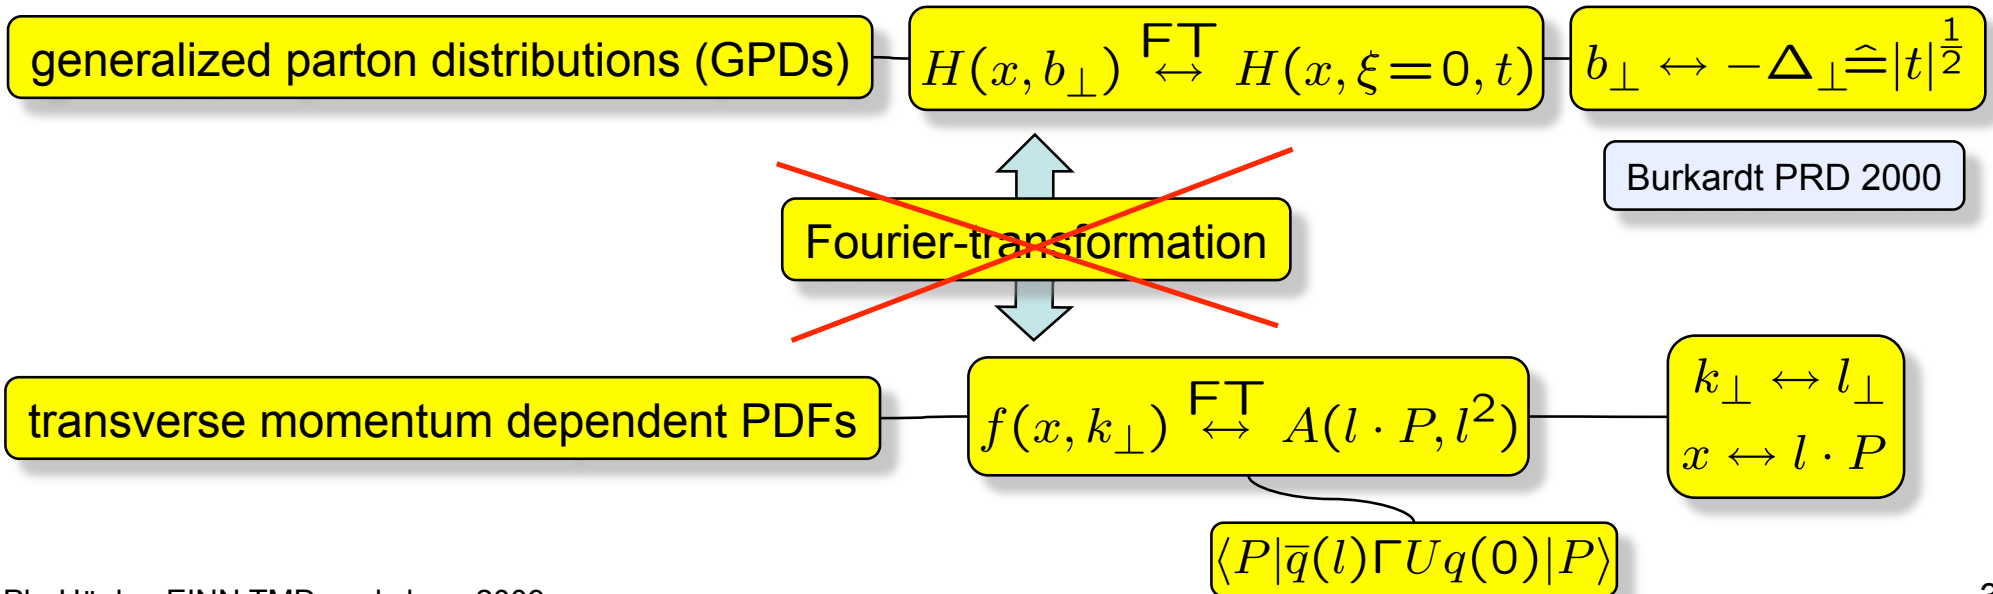 generalized parton distributions (GPDs)
H(x, b⊥) FT ↔ H(x, ξ = 0, t)
b⊥ ↔ −Δ⊥ ≙ |t|^{1/2}
Burkardt PRD 2000
Fourier-transformation
transverse momentum dependent PDFs
f(x, k⊥) FT ↔ A(l · P, l²)
k⊥ ↔ l⊥
x ↔ l · P
⟨P|q̅(l)ΓUq(0)|P⟩